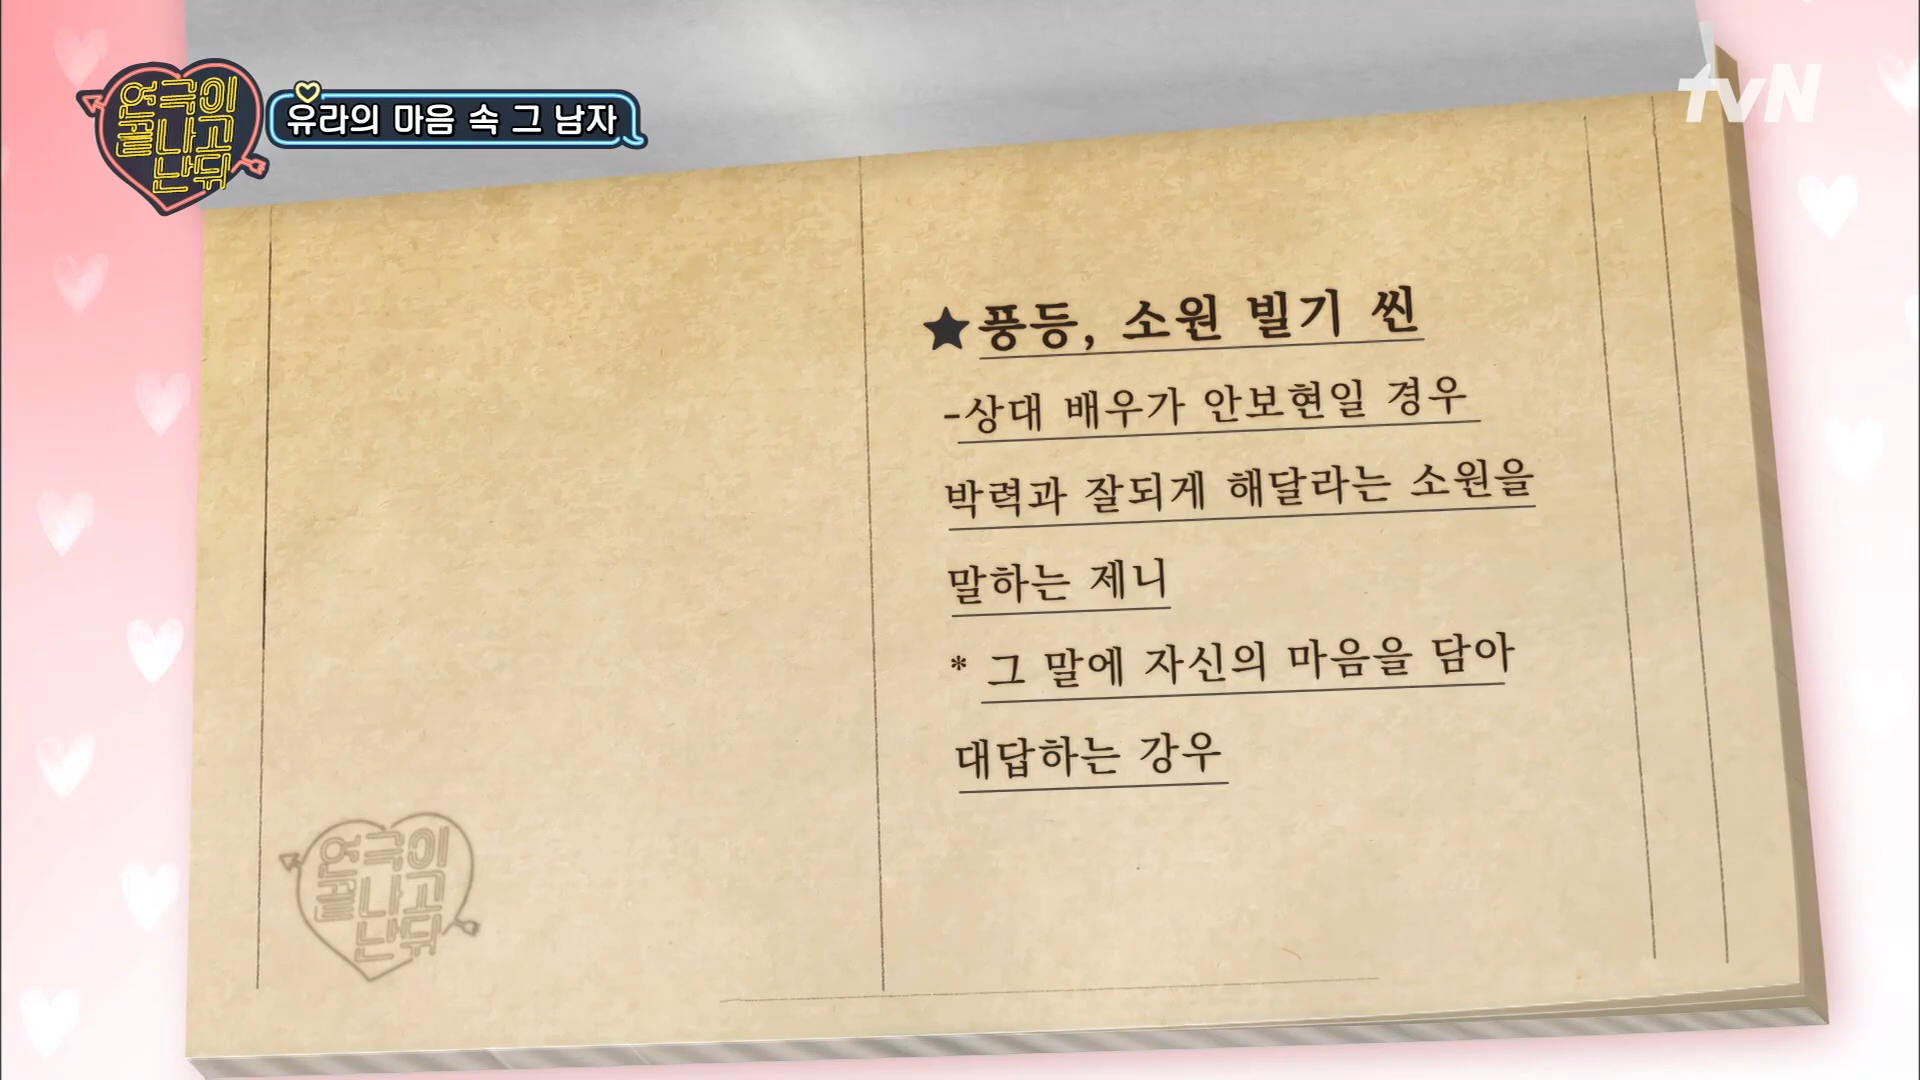 연극이
끝나고
난 뒤
유라의 마음 속 그 남자
tvN
★풍등, 소원 빌기 씬
-상대 배우가 안보현일 경우
박력과 잘되게 해달라는 소원을
말하는 제니
* 그 말에 자신의 마음을 담아
대답하는 강우
연극이
끝나고
난 뒤